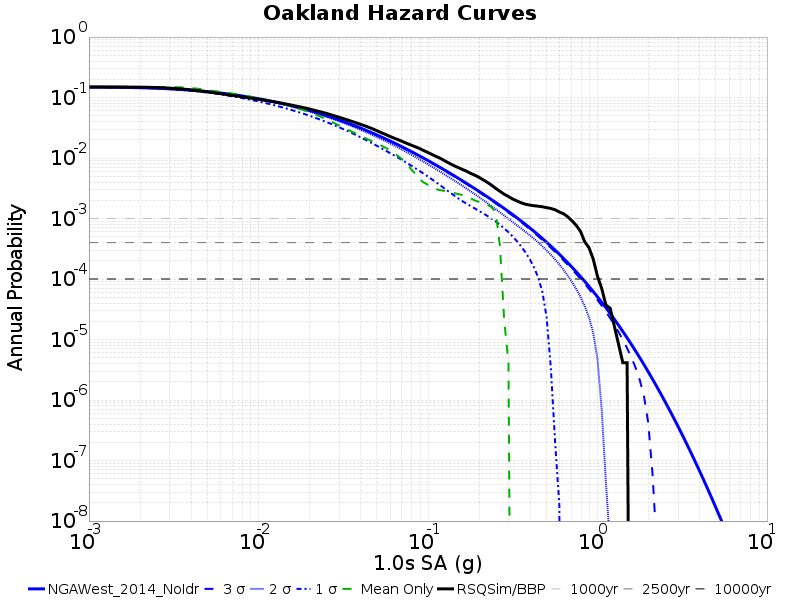 Oakland Hazard Curves
10^0
10^-1
10^-2
10^-3
10^-4
10^-5
10^-6
10^-7
10^-8
Annual Probability
10^-3 10^-2 10^-1 10^0 10^1
1.0s SA (g)
NGAWest_2014_NoIdr 3 σ 2 σ 1 σ Mean Only RSQSim/BBP 1000yr 2500yr 10000yr